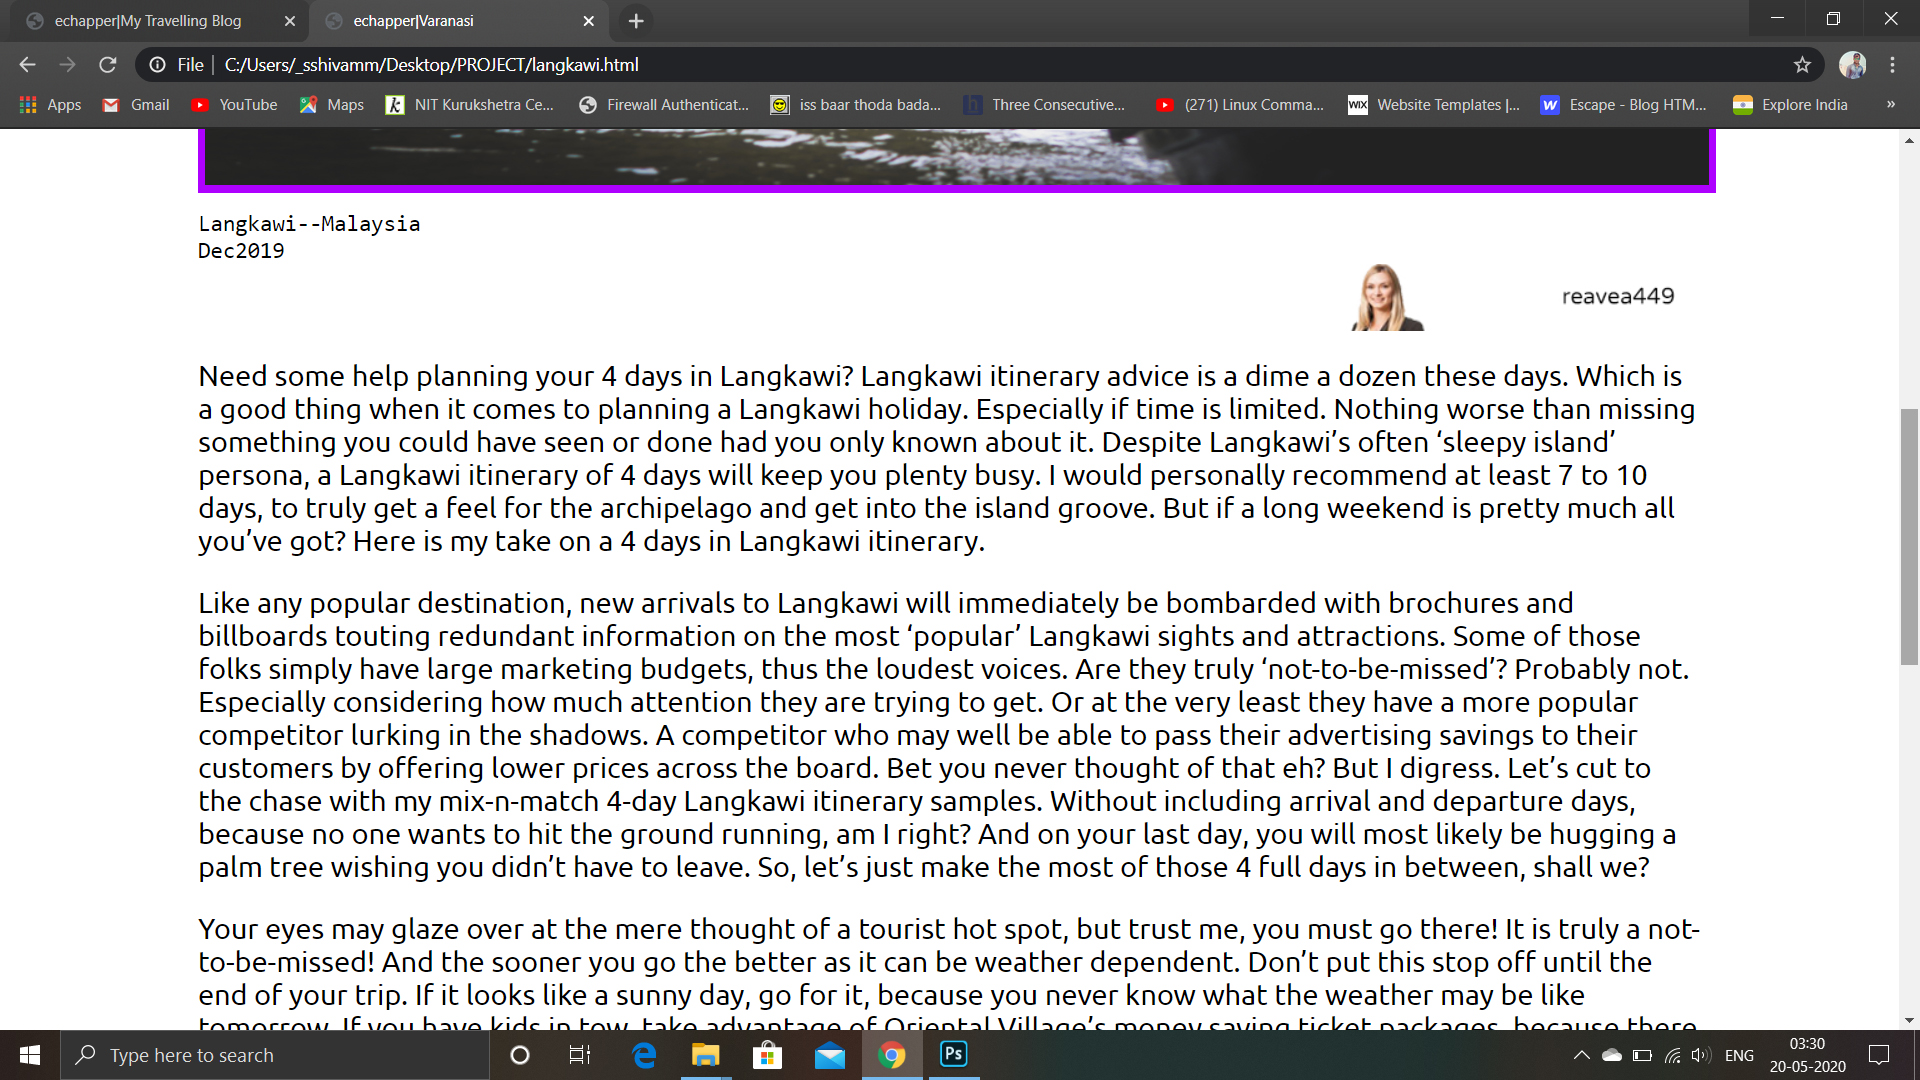 echapper|My Travelling Blog
echapper|Varanasi
File
C:/Users/_sshivamm/Desktop/PROJECT/langkawi.html
Apps
Gmail
YouTube
Maps
k NIT Kurukshetra Ce...
Firewall Authenticat...
iss baar thoda bada...
h Three Consecutive...
(271) Linux Comma...
WIX Website Templates |...
W Escape - Blog HTM...
Explore India
»
Langkawi--Malaysia
Dec2019
reavea449
Need some help planning your 4 days in Langkawi? Langkawi itinerary advice is a dime a dozen these days. Which is
a good thing when it comes to planning a Langkawi holiday. Especially if time is limited. Nothing worse than missing
something you could have seen or done had you only known about it. Despite Langkawi’s often ‘sleepy island’
persona, a Langkawi itinerary of 4 days will keep you plenty busy. I would personally recommend at least 7 to 10
days, to truly get a feel for the archipelago and get into the island groove. But if a long weekend is pretty much all
you’ve got? Here is my take on a 4 days in Langkawi itinerary.
Like any popular destination, new arrivals to Langkawi will immediately be bombarded with brochures and
billboards touting redundant information on the most ‘popular’ Langkawi sights and attractions. Some of those
folks simply have large marketing budgets, thus the loudest voices. Are they truly ‘not-to-be-missed’? Probably not.
Especially considering how much attention they are trying to get. Or at the very least they have a more popular
competitor lurking in the shadows. A competitor who may well be able to pass their advertising savings to their
customers by offering lower prices across the board. Bet you never thought of that eh? But I digress. Let’s cut to
the chase with my mix-n-match 4-day Langkawi itinerary samples. Without including arrival and departure days,
because no one wants to hit the ground running, am I right? And on your last day, you will most likely be hugging a
palm tree wishing you didn’t have to leave. So, let’s just make the most of those 4 full days in between, shall we?
Your eyes may glaze over at the mere thought of a tourist hot spot, but trust me, you must go there! It is truly a not-
to-be-missed! And the sooner you go the better as it can be weather dependent. Don’t put this stop off until the
end of your trip. If it looks like a sunny day, go for it, because you never know what the weather may be like
tomorrow. If you have kids in tow, take advantage of Oriental Village’s money saving ticket packages, because there
Type here to search
Ps
ENG
03:30
20-05-2020